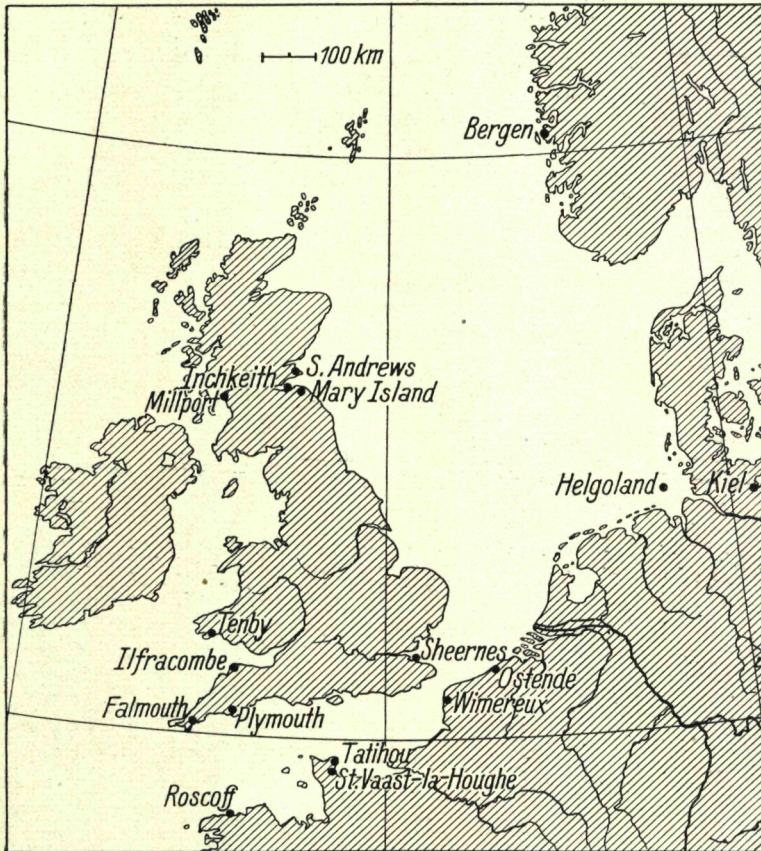 100 km
Bergen
S. Andrews
Inchkeith
Mary Island
Millport
Helgoland
Kiel
Tenby
Sheernes
Ilfracombe
Ostende
Wimereux
Falmouth
Plymouth
Tatihou
St. Vaast-la-Houghe
Roscoff